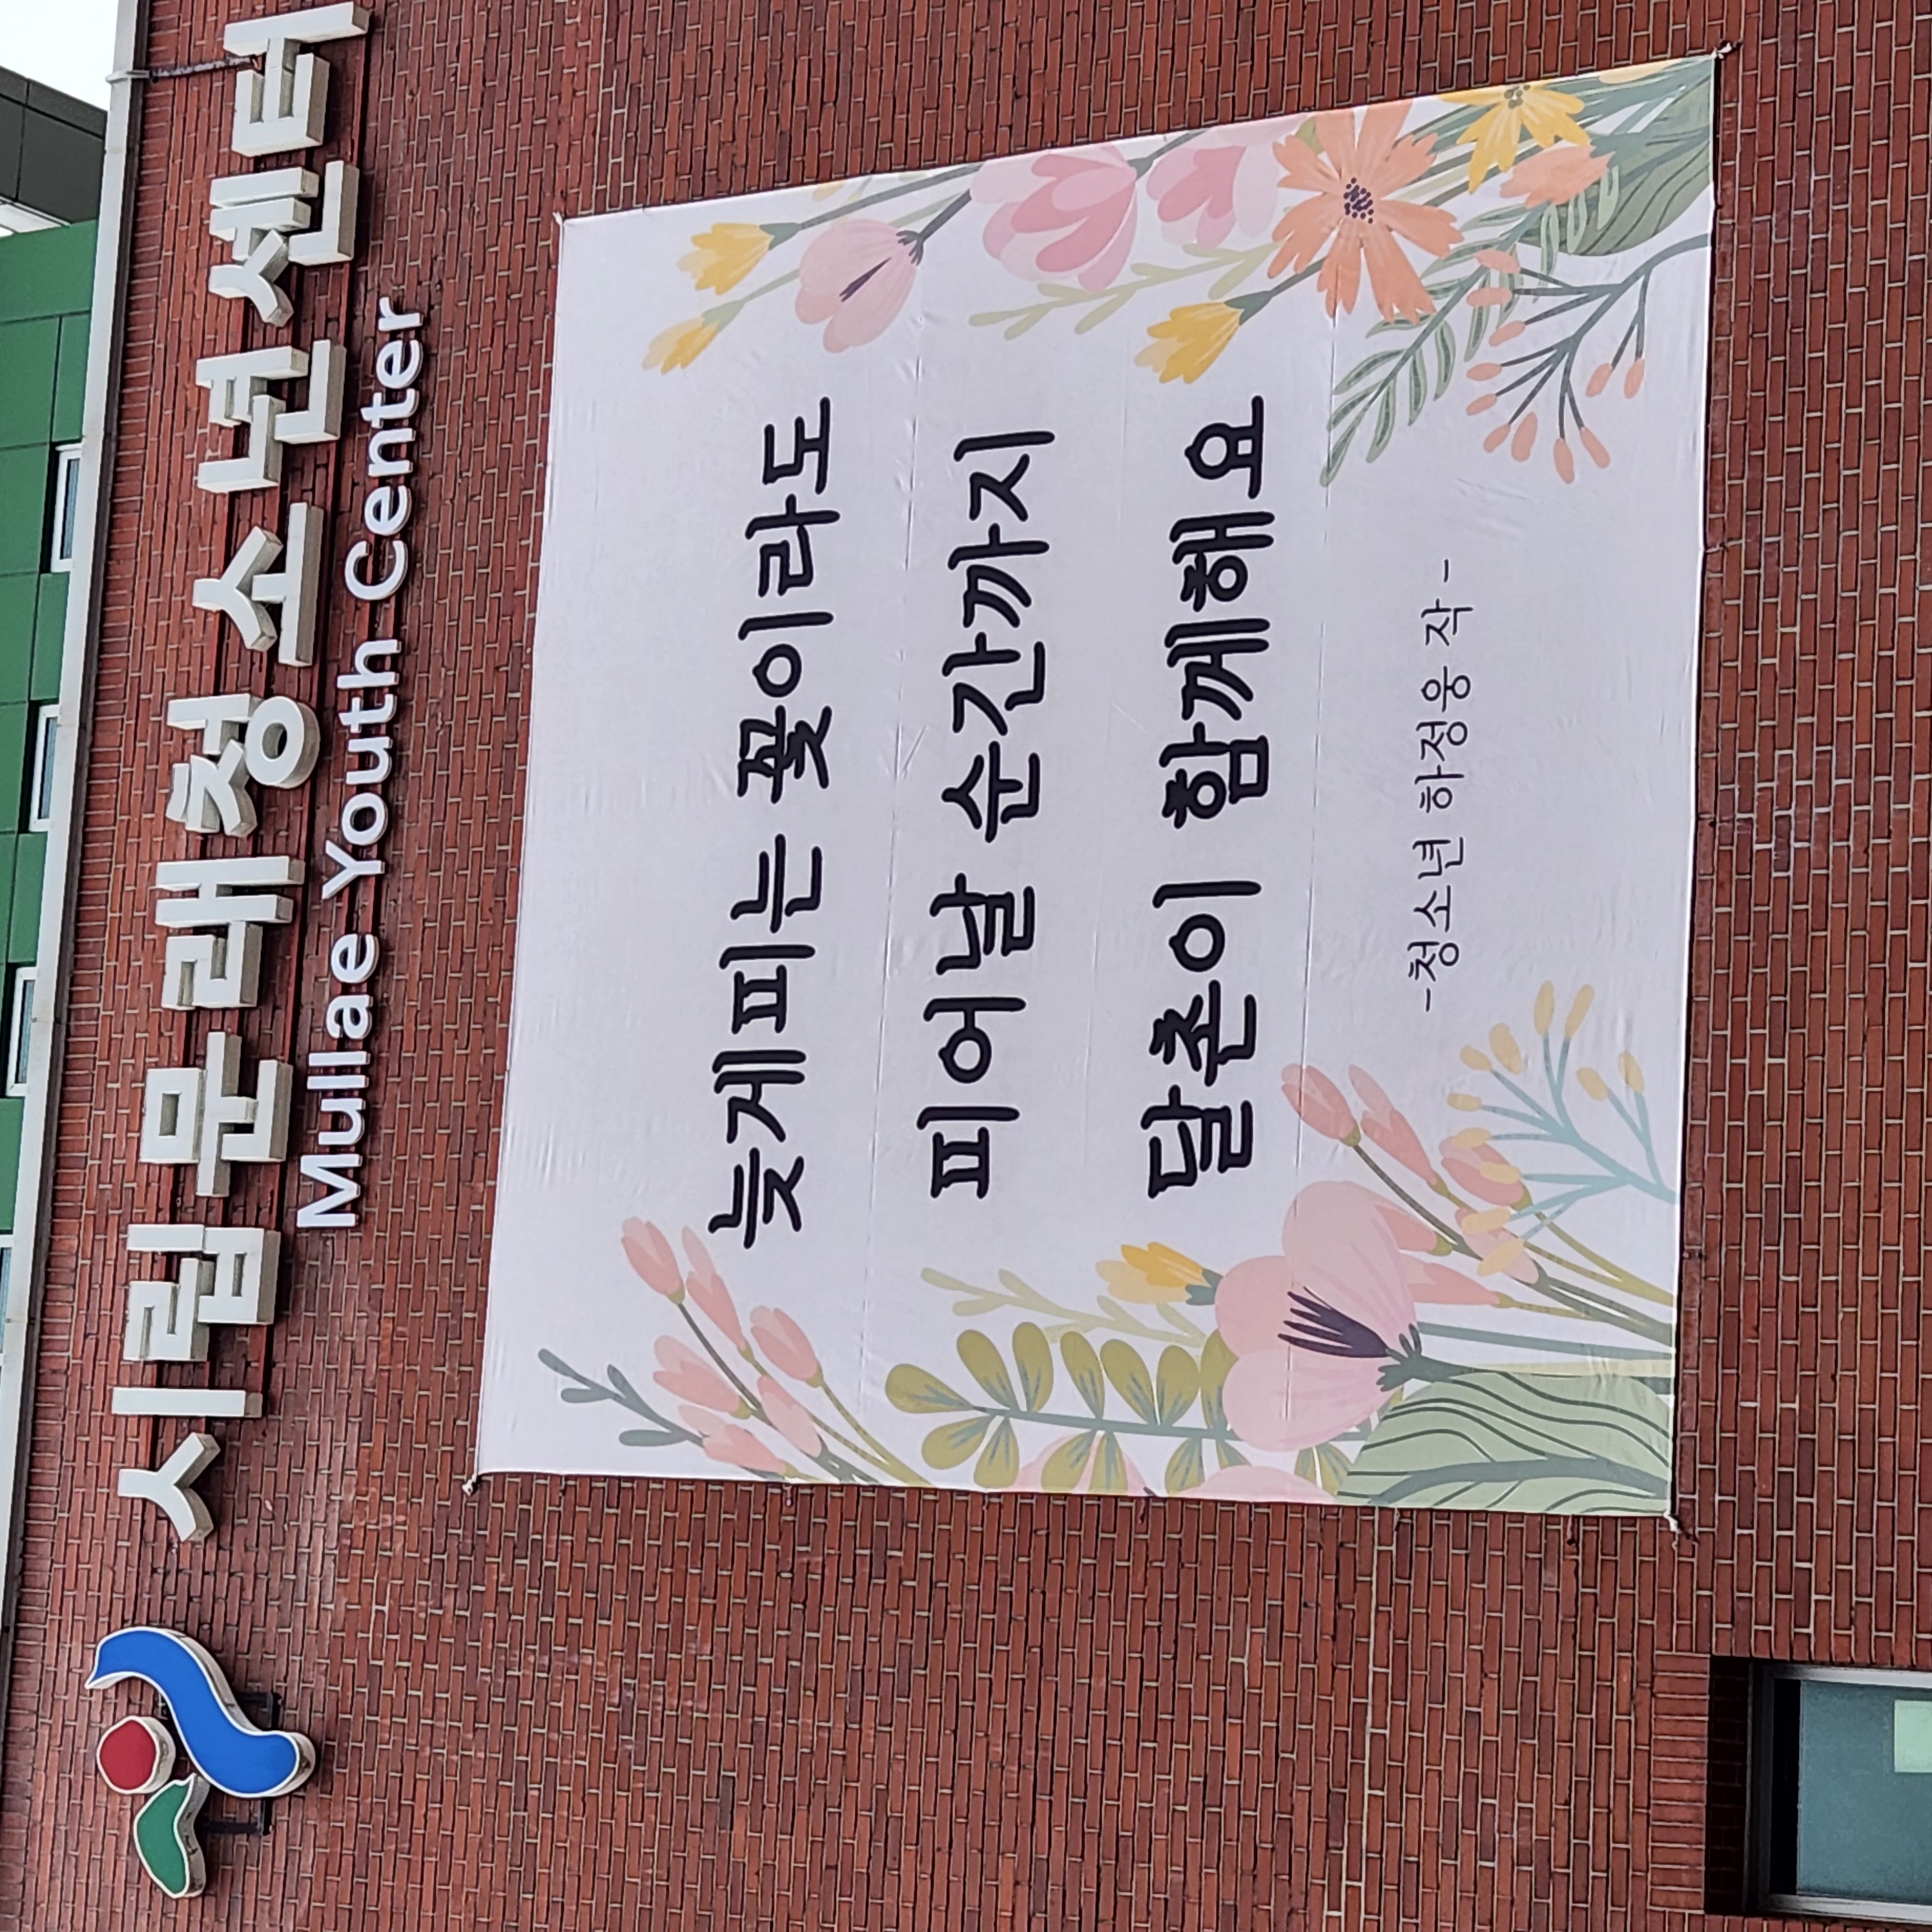 시립 문래청소년센터
Mullae Youth Center
늦게피는 꽃이라도
피어날 순간까지
달촌이 함께해요
-청소년 하정웅 작-